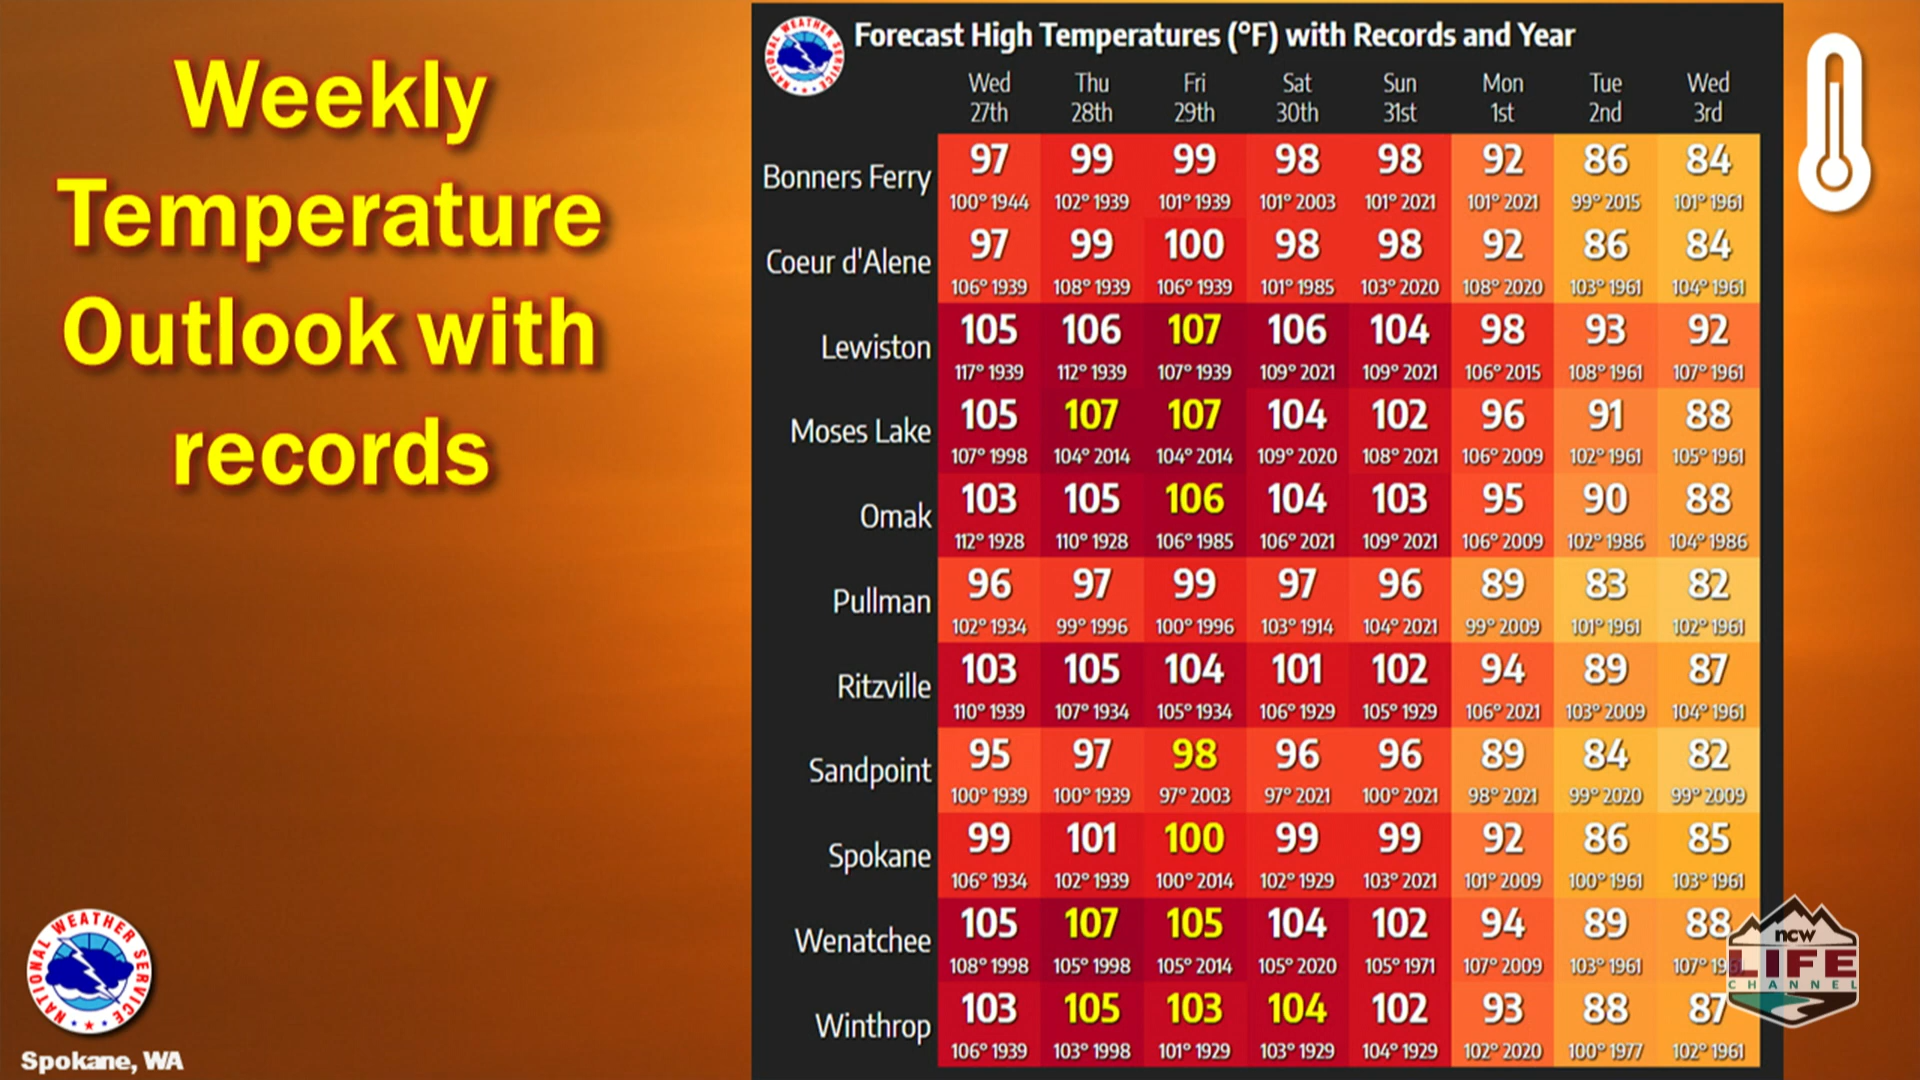 Weekly
Temperature
Outlook with
records
NATIONAL WEATHER SERVICE
Spokane, WA
NATIONAL WEATHER SERVICE
Forecast High Temperatures (°F) with Records and Year
Wed Thu Fri Sat Sun Mon Tue Wed
27th 28th 29th 30th 31st 1st 2nd 3rd
Bonners Ferry 97 99 99 98 98 92 86 84
100° 1944 102° 1939 101° 1939 101° 2003 101° 2021 101° 2021 99° 2015 101° 1961
Coeur d'Alene 97 99 100 98 98 92 86 84
106° 1939 108° 1939 106° 1939 101° 1985 103° 2020 108° 2020 103° 1961 104° 1961
Lewiston 105 106 107 106 104 98 93 92
117° 1939 112° 1939 107° 1939 109° 2021 109° 2021 106° 2015 108° 1961 107° 1961
Moses Lake 105 107 107 104 102 96 91 88
107° 1998 104° 2014 104° 2014 109° 2020 108° 2021 106° 2009 102° 1961 105° 1961
Omak 103 105 106 104 103 95 90 88
112° 1928 110° 1928 106° 1985 106° 2021 109° 2021 106° 2009 102° 1986 104° 1986
Pullman 96 97 99 97 96 89 83 82
102° 1934 99° 1996 100° 1996 103° 1914 104° 2021 99° 2009 101° 1961 102° 1961
Ritzville 103 105 104 101 102 94 89 87
110° 1939 107° 1934 105° 1934 106° 1929 105° 1929 106° 2021 103° 2009 104° 1961
Sandpoint 95 97 98 96 96 89 84 82
100° 1939 100° 1939 97° 2003 97° 2021 100° 2021 98° 2021 99° 2020 99° 2009
Spokane 99 101 100 99 99 92 86 85
106° 1934 102° 1939 100° 2014 102° 1929 103° 2021 101° 2009 100° 1961 103° 1961
Wenatchee 105 107 105 104 102 94 89 88
108° 1998 105° 1998 105° 2014 105° 2020 105° 1971 107° 2009 103° 1961 107°
Winthrop 103 105 103 104 102 93 88 87
106° 1939 103° 1998 101° 1929 103° 1929 104° 1929 102° 2020 100° 1977 102° 1961
ncw
LIFE
CHANNEL